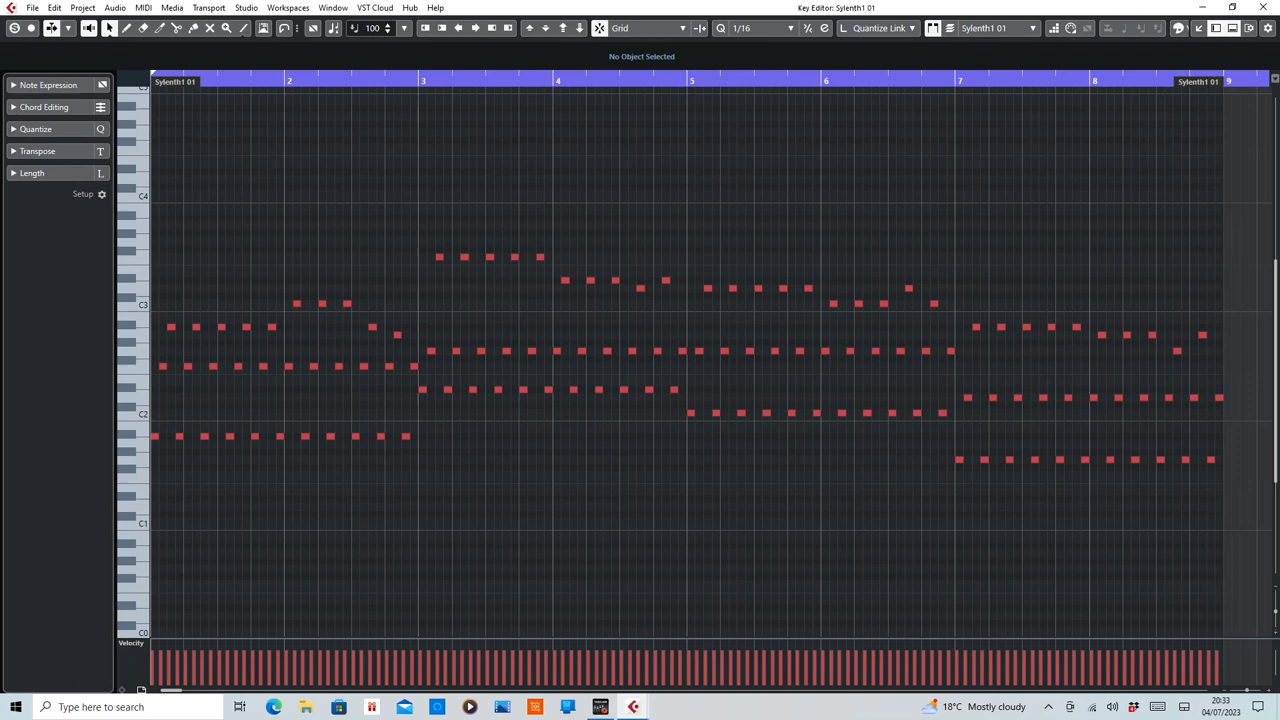 File Edit Project Audio MIDI Media Transport Studio Workspaces Window VST Cloud Hub Help
Key Editor: Sylenth1 01
S 100 Grid Q 1/16 e L Quantize Link Sylenth1 01
No Object Selected
Sylenth1 01 2 3 4 5 6 7 8 Sylenth1 01 9
Note Expression
Chord Editing
Quantize Q
Transpose T
Length L
Setup
C4
C3
C2
C1
C0
Velocity
Type here to search
18°C Mostly cloudy
20:33
04/07/2023